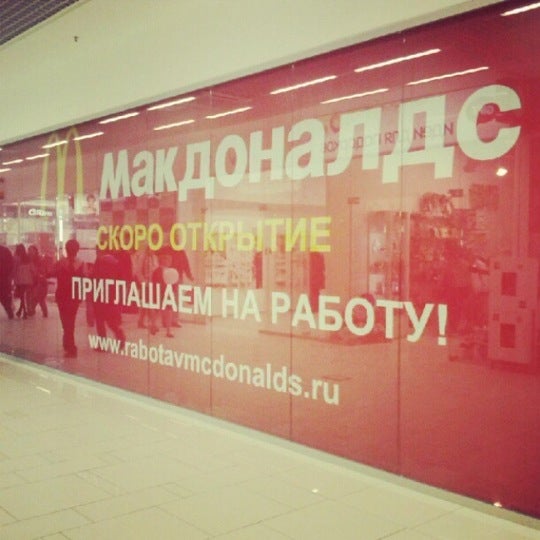 макдоналдс
СКОРО ОТКРЫТИЕ
ПРИГЛАШАЕМ НА РАБОТУ!
www.rabotavmcdonalds.ru